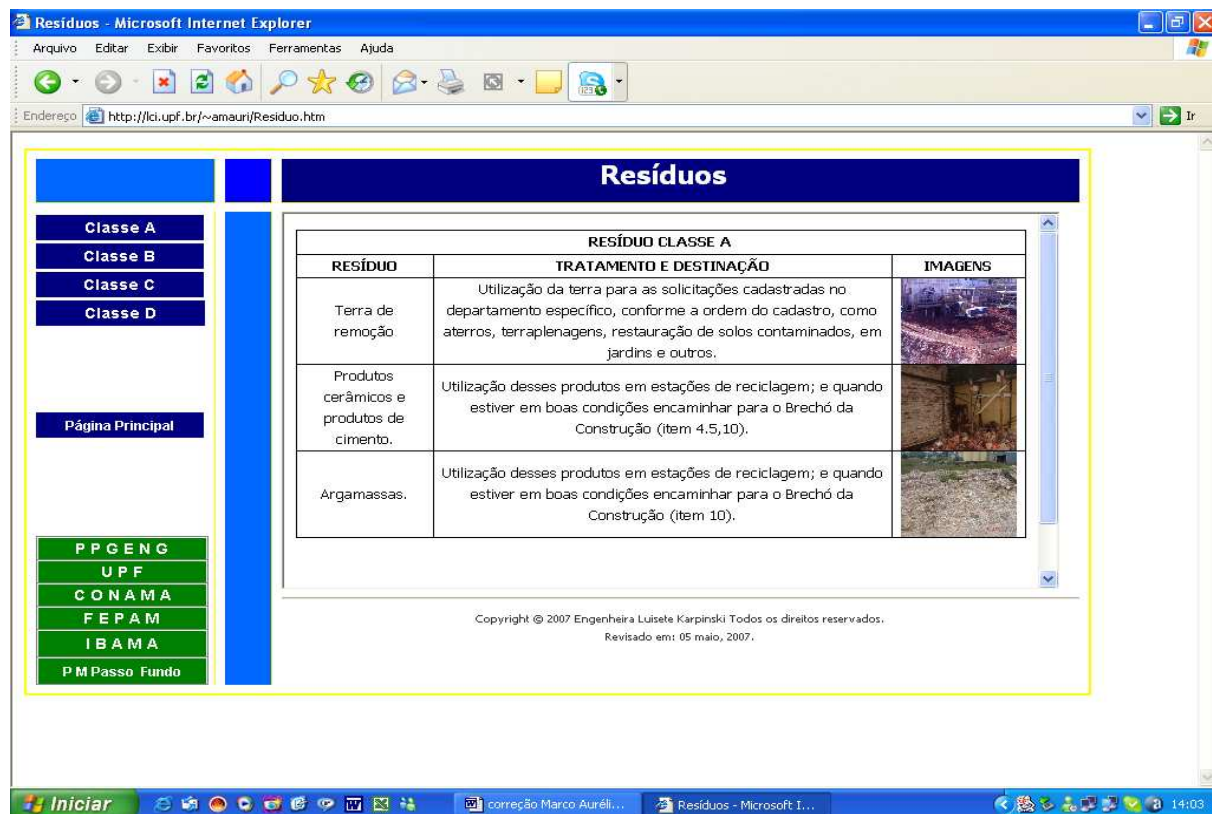 Resíduos - Microsoft Internet Explorer
Arquivo Editar Exibir Favoritos Ferramentas Ajuda
Endereço http://lci.upf.br/~amauri/Residuo.htm Ir
Resíduos
Classe A
Classe B
Classe C
Classe D
Página Principal
P P G E N G
U P F
C O N A M A
F E P A M
I B A M A
P M Passo Fundo
RESÍDUO CLASSE A
RESÍDUO TRATAMENTO E DESTINAÇÃO IMAGENS
Terra de
remoção
Utilização da terra para as solicitações cadastradas no
departamento específico, conforme a ordem do cadastro, como
aterros, terraplenagens, restauração de solos contaminados, em
jardins e outros.
Produtos
cerâmicos e
produtos de
cimento.
Utilização desses produtos em estações de reciclagem; e quando
estiver em boas condições encaminhar para o Brechó da
Construção (item 4.5,10).
Argamassas.
Utilização desses produtos em estações de reciclagem; e quando
estiver em boas condições encaminhar para o Brechó da
Construção (item 10).
Copyright © 2007 Engenheira Luisete Karpinski Todos os direitos reservados.
Revisado em: 05 maio, 2007.
Iniciar correção Marco Auréli... Resíduos - Microsoft I... 14:03